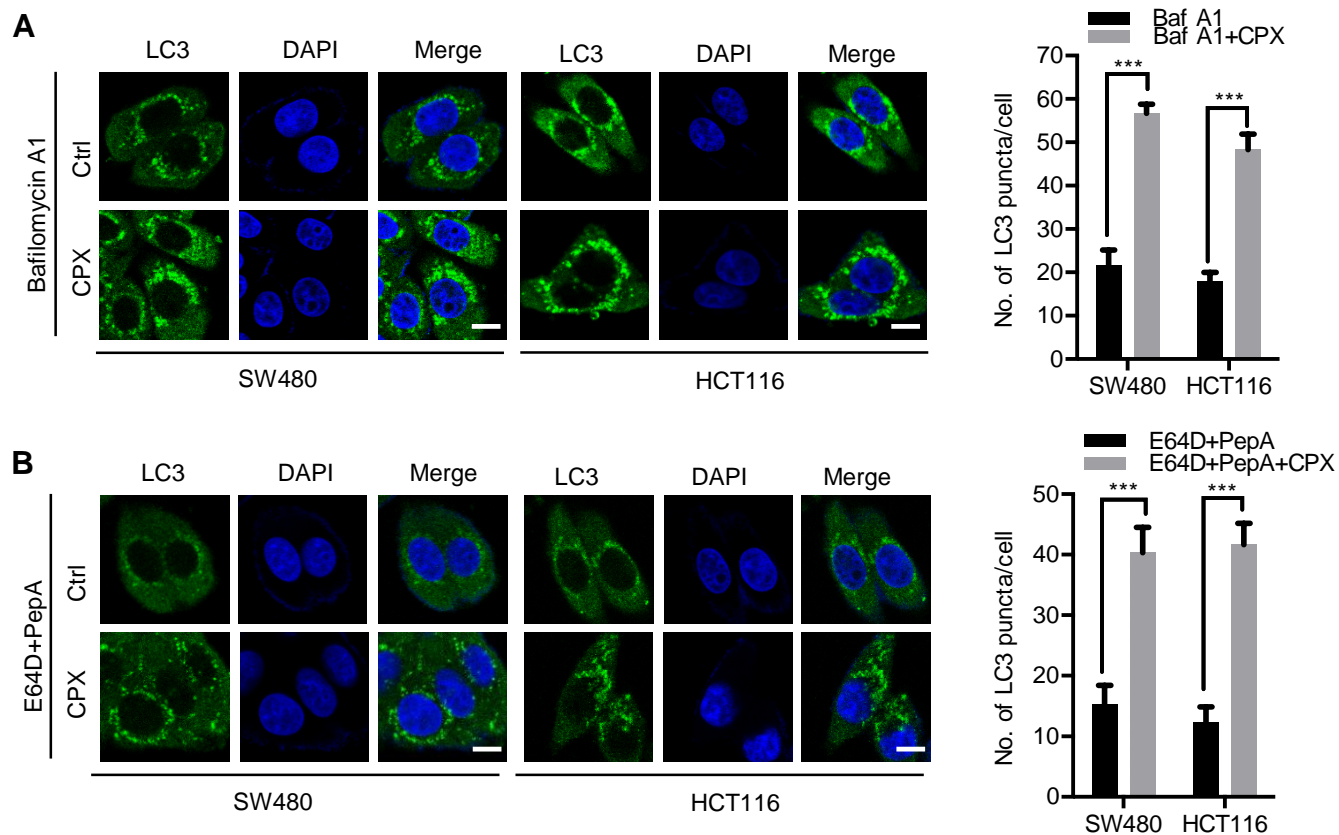 A
LC3 DAPI Merge LC3 DAPI Merge
Bafilomycin A1
Ctrl
CPX
SW480 HCT116
Baf A1
Baf A1+CPX
No. of LC3 puncta/cell
70
60
50
40
30
20
10
0
*** ***
SW480 HCT116
B
LC3 DAPI Merge LC3 DAPI Merge
E64D+PepA
Ctrl
CPX
SW480 HCT116
E64D+PepA
E64D+PepA+CPX
No. of LC3 puncta/cell
50
40
30
20
10
0
*** ***
SW480 HCT116